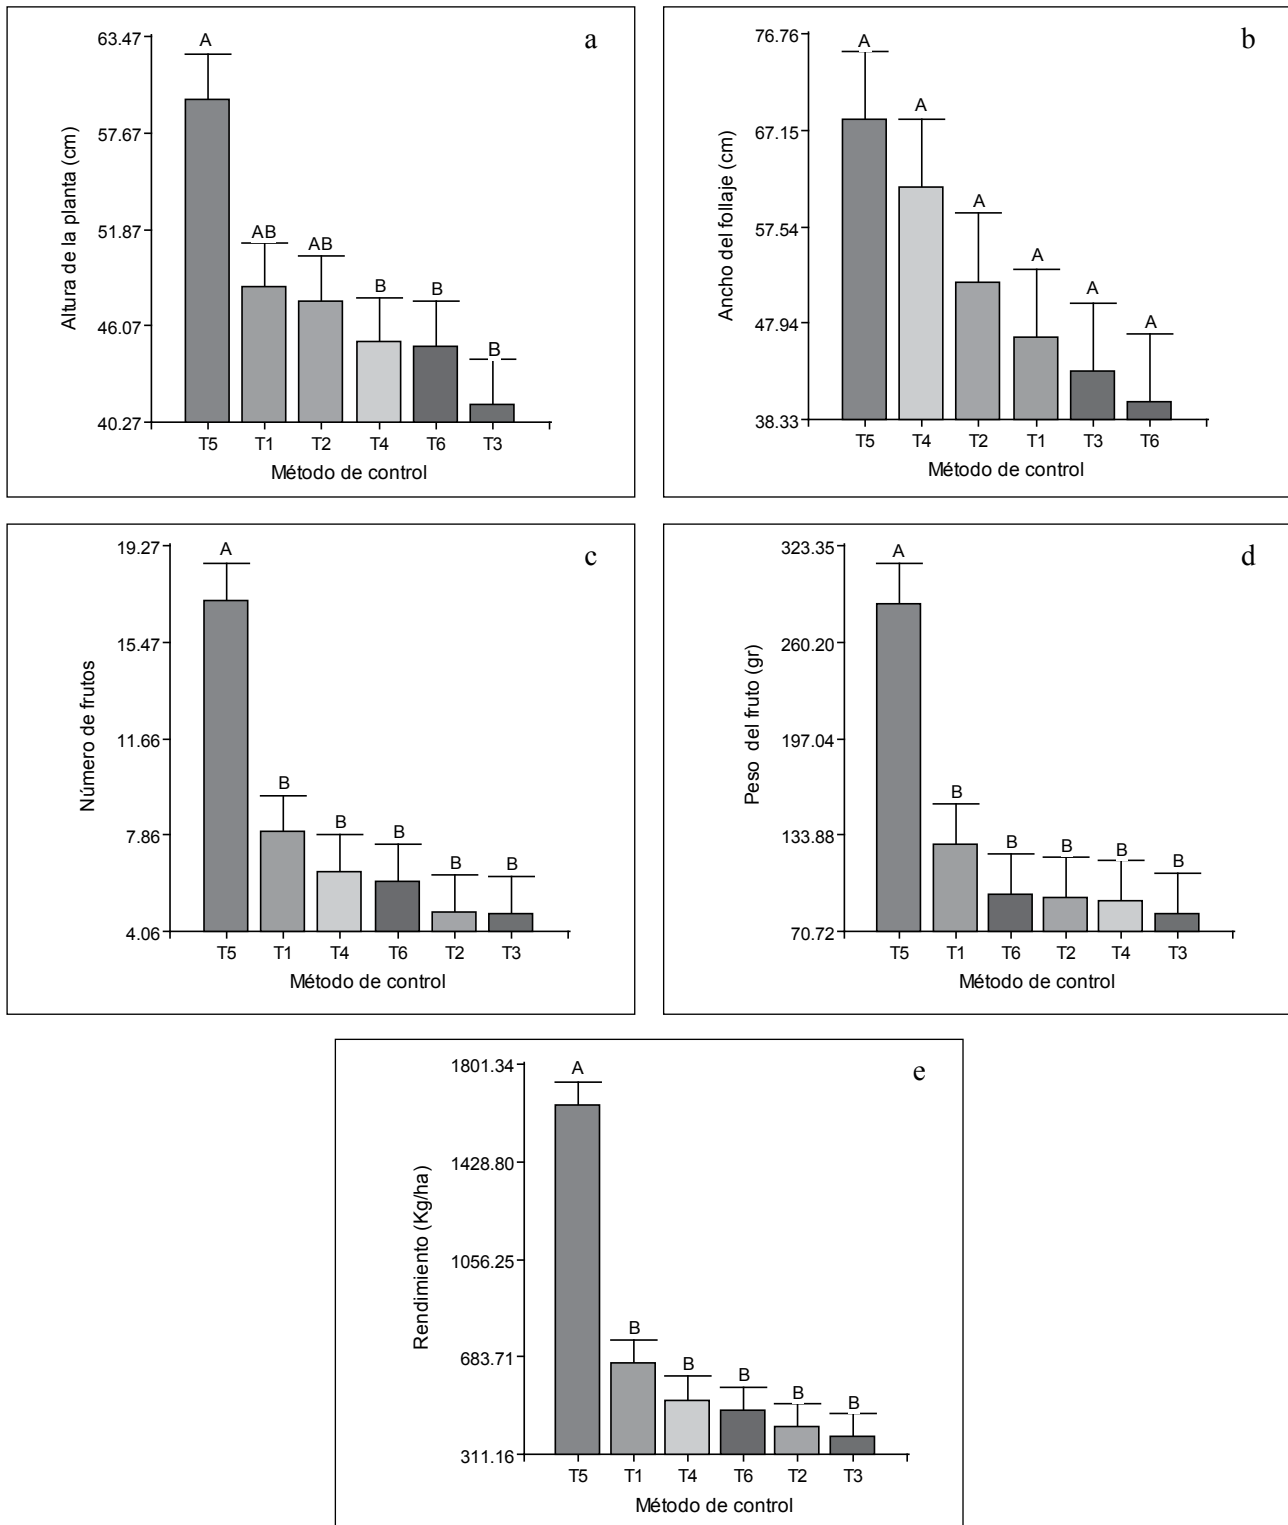 a
Altura de la planta (cm)
63.47
57.67
51.87
46.07
40.27
A
AB
AB
B
B
B
T5 T1 T2 T4 T6 T3
Método de control
b
Ancho del follaje (cm)
76.76
67.15
57.54
47.94
38.33
A
A
A
A
A
A
T5 T4 T2 T1 T3 T6
Método de control
c
Número de frutos
19.27
15.47
11.66
7.86
4.06
A
B
B
B
B
B
T5 T1 T4 T6 T2 T3
Método de control
d
Peso del fruto (gr)
323.35
260.20
197.04
133.88
70.72
A
B
B
B
B
B
T5 T1 T6 T2 T4 T3
Método de control
e
Rendimiento (Kg/ha)
1801.34
1428.80
1056.25
683.71
311.16
A
B
B
B
B
B
T5 T1 T4 T6 T2 T3
Método de control